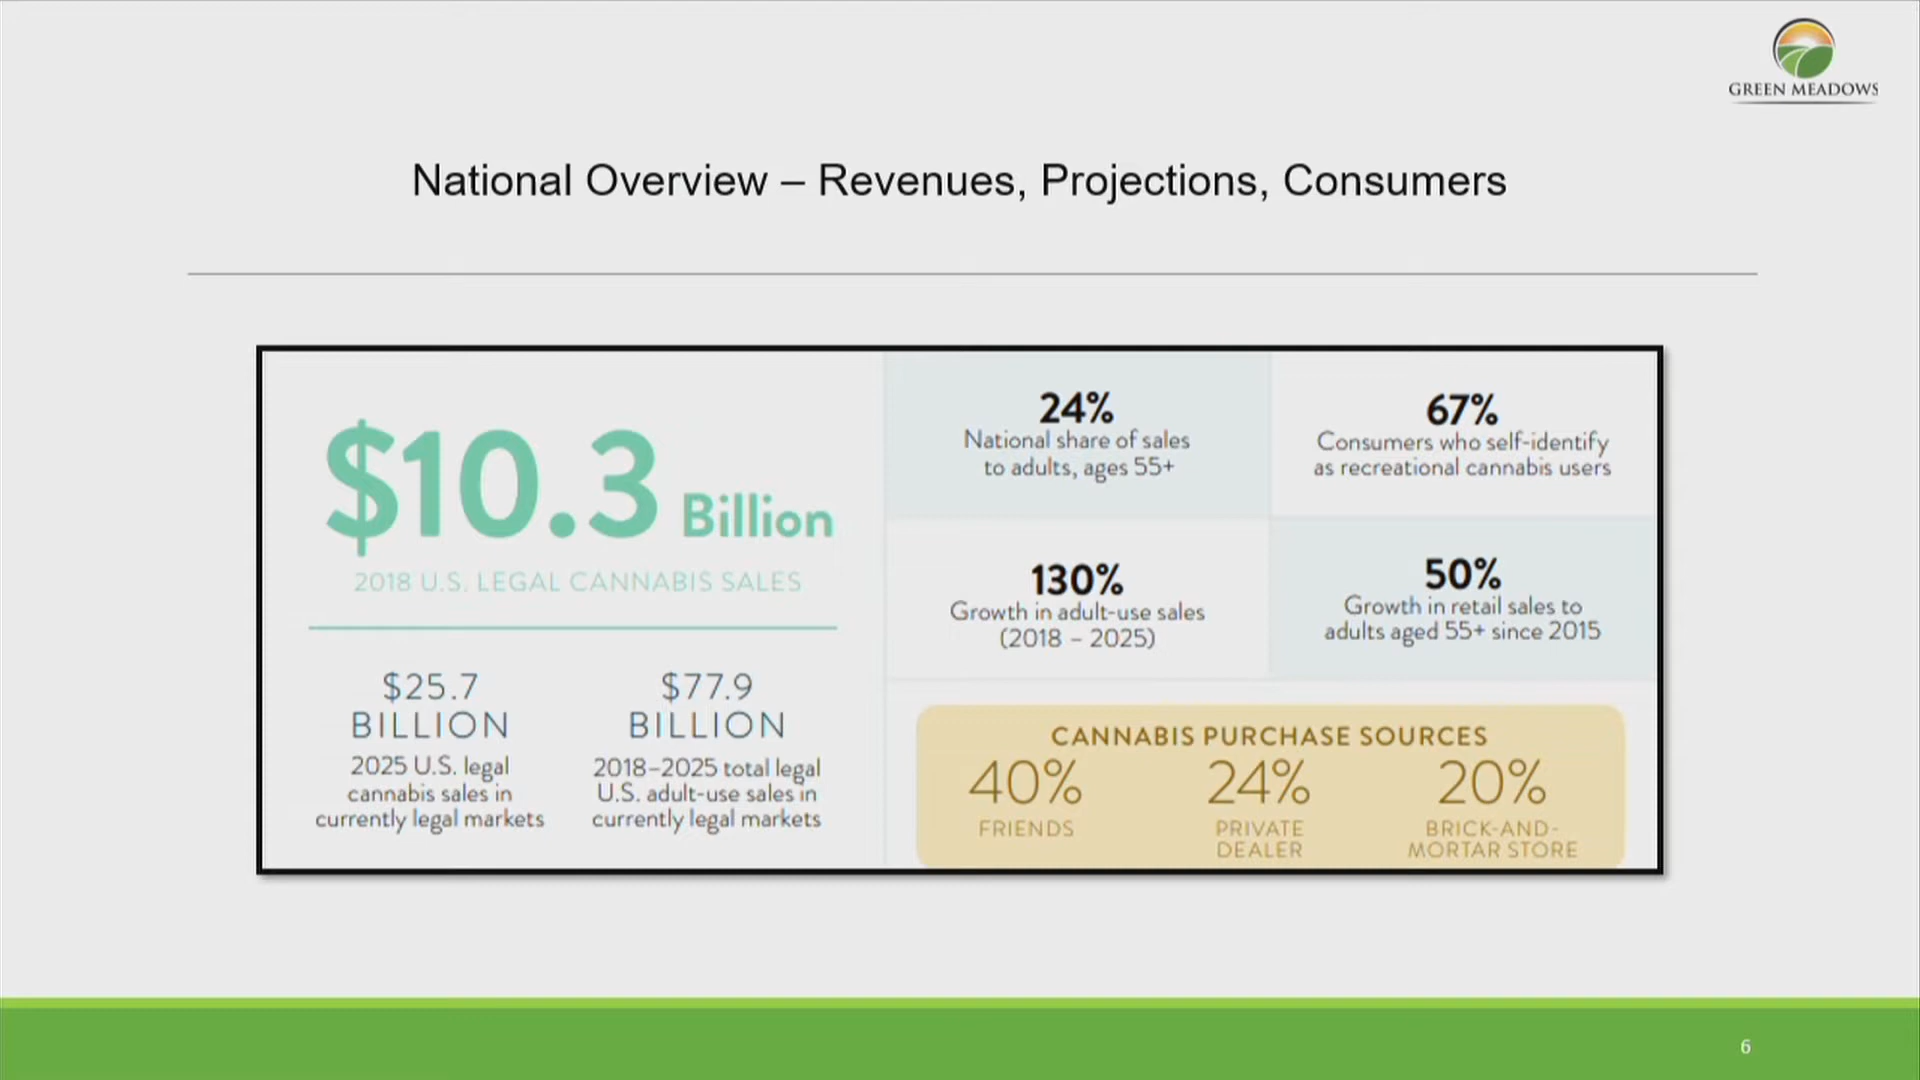 GREEN MEADOWS
National Overview – Revenues, Projections, Consumers
$10.3 Billion
2018 U.S. LEGAL CANNABIS SALES
$25.7
BILLION
2025 U.S. legal
cannabis sales in
currently legal markets
$77.9
BILLION
2018–2025 total legal
U.S. adult-use sales in
currently legal markets
24%
National share of sales
to adults, ages 55+
67%
Consumers who self-identify
as recreational cannabis users
130%
Growth in adult-use sales
(2018 – 2025)
50%
Growth in retail sales to
adults aged 55+ since 2015
CANNABIS PURCHASE SOURCES
40%
FRIENDS
24%
PRIVATE
DEALER
20%
BRICK-AND-
MORTAR STORE
6